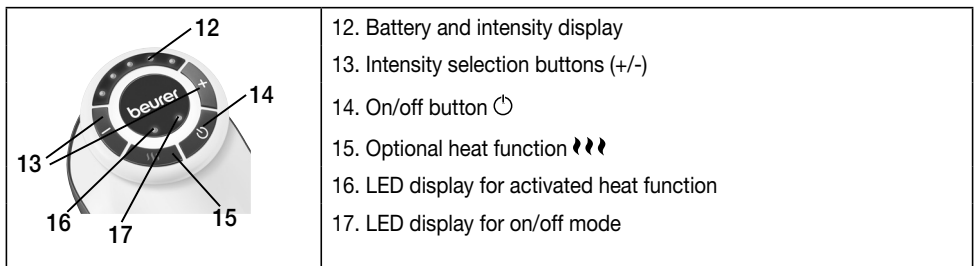 12
14
13
16
17
15
beurer
12. Battery and intensity display
13. Intensity selection buttons (+/-)
14. On/off button
15. Optional heat function
16. LED display for activated heat function
17. LED display for on/off mode